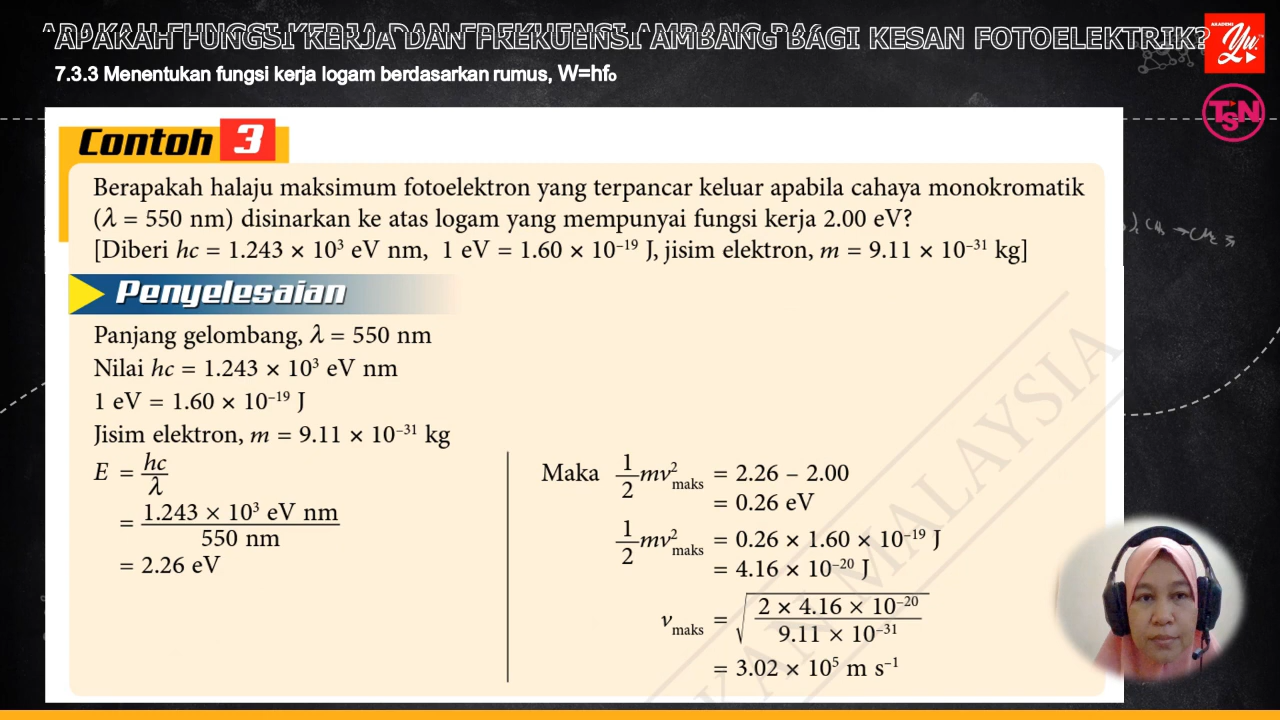 APAKAH FUNGSI KERJA DAN FREKUENSI AMBANG BAGI KESAN FOTOELEKTRIK?
AKADEMI
Yu.
7.3.3 Menentukan fungsi kerja logam berdasarkan rumus, W=hf₀
TSN
Contoh 3
Berapakah halaju maksimum fotoelektron yang terpancar keluar apabila cahaya monokromatik
(λ = 550 nm) disinarkan ke atas logam yang mempunyai fungsi kerja 2.00 eV?
[Diberi hc = 1.243 × 10³ eV nm, 1 eV = 1.60 × 10⁻¹⁹ J, jisim elektron, m = 9.11 × 10⁻³¹ kg]
Penyelesaian
Panjang gelombang, λ = 550 nm
Nilai hc = 1.243 × 10³ eV nm
1 eV = 1.60 × 10⁻¹⁹ J
Jisim elektron, m = 9.11 × 10⁻³¹ kg
E = hc/λ
= 1.243 × 10³ eV nm / 550 nm
= 2.26 eV
Maka 1/2 mv²maks = 2.26 – 2.00
= 0.26 eV
1/2 mv²maks = 0.26 × 1.60 × 10⁻¹⁹ J
= 4.16 × 10⁻²⁰ J
vmaks = √(2 × 4.16 × 10⁻²⁰ / 9.11 × 10⁻³¹)
= 3.02 × 10⁵ m s⁻¹
KAN MALAYSIA